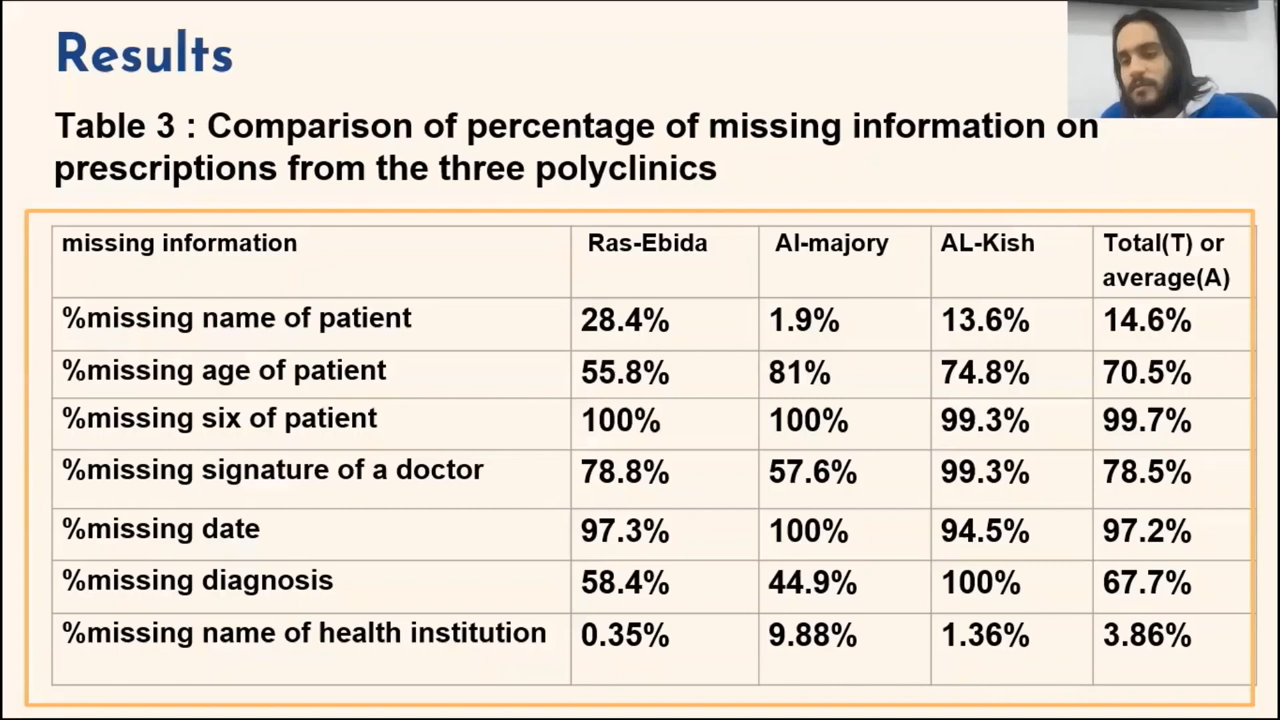 Results
Table 3 : Comparison of percentage of missing information on
prescriptions from the three polyclinics
missing information Ras-Ebida Al-majory AL-Kish Total(T) or
average(A)
%missing name of patient 28.4% 1.9% 13.6% 14.6%
%missing age of patient 55.8% 81% 74.8% 70.5%
%missing six of patient 100% 100% 99.3% 99.7%
%missing signature of a doctor 78.8% 57.6% 99.3% 78.5%
%missing date 97.3% 100% 94.5% 97.2%
%missing diagnosis 58.4% 44.9% 100% 67.7%
%missing name of health institution 0.35% 9.88% 1.36% 3.86%